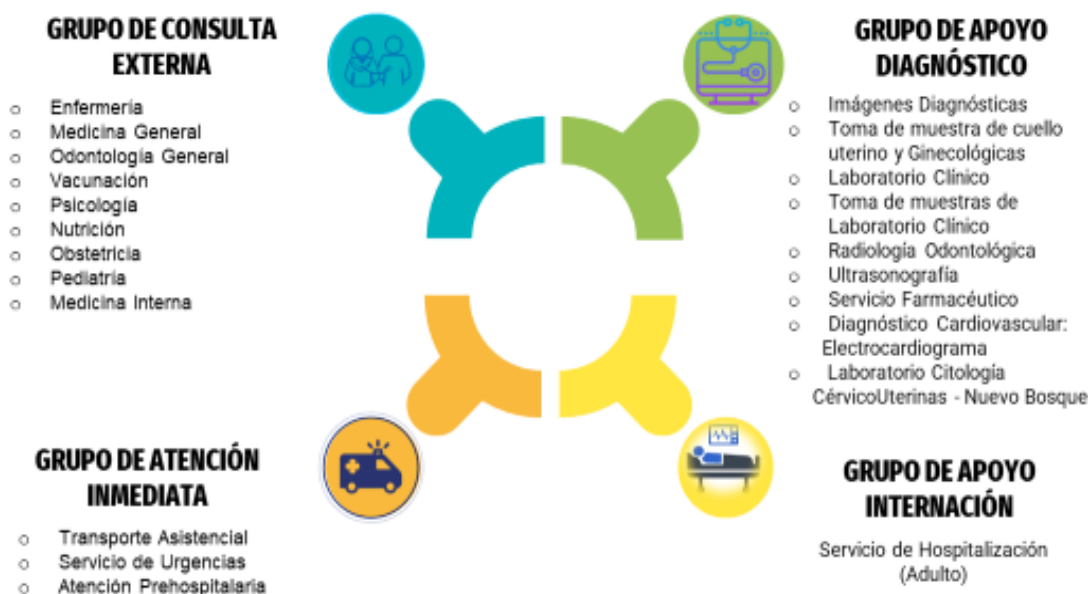 GRUPO DE CONSULTA
EXTERNA
o Enfermería
o Medicina General
o Odontología General
o Vacunación
o Psicología
o Nutrición
o Obstetricia
o Pediatría
o Medicina Interna
GRUPO DE APOYO
DIAGNÓSTICO
o Imágenes Diagnósticas
o Toma de muestra de cuello
uterino y Ginecológicas
o Laboratorio Clínico
o Toma de muestras de
Laboratorio Clínico
o Radiología Odontológica
o Ultrasonografía
o Servicio Farmacéutico
o Diagnóstico Cardiovascular:
Electrocardiograma
o Laboratorio Citología
CérvicoUterinas - Nuevo Bosque
GRUPO DE ATENCIÓN
INMEDIATA
o Transporte Asistencial
o Servicio de Urgencias
o Atención Prehospitalaria
GRUPO DE APOYO
INTERNACIÓN
Servicio de Hospitalización
(Adulto)